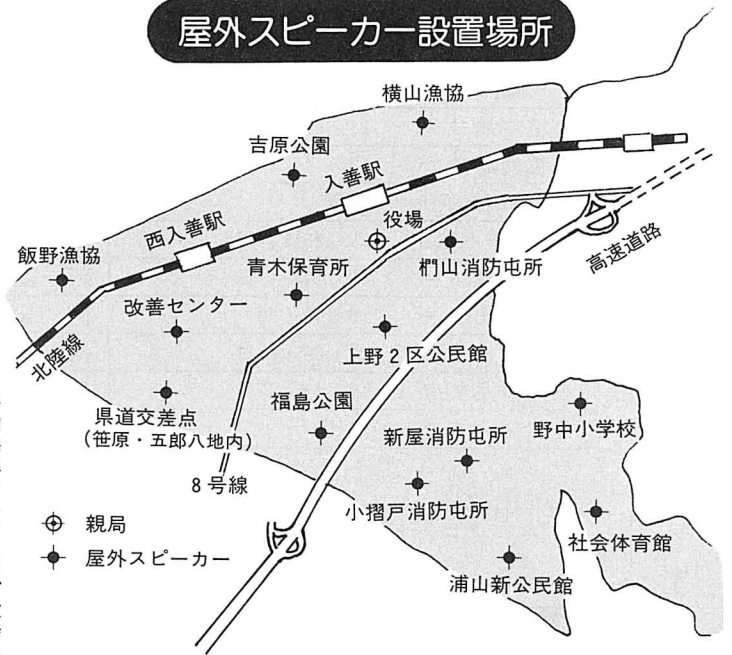 屋外スピーカー設置場所
横山漁協
吉原公園
入善駅
役場
西入善駅
飯野漁協
青木保育所
椚山消防屯所
高速道路
改善センター
上野2区公民館
北陸線
県道交差点
(笹原・五郎八地内)
福島公園
新屋消防屯所
野中小学校
8号線
小摺戸消防屯所
親局
社会体育館
屋外スピーカー
浦山新公民館